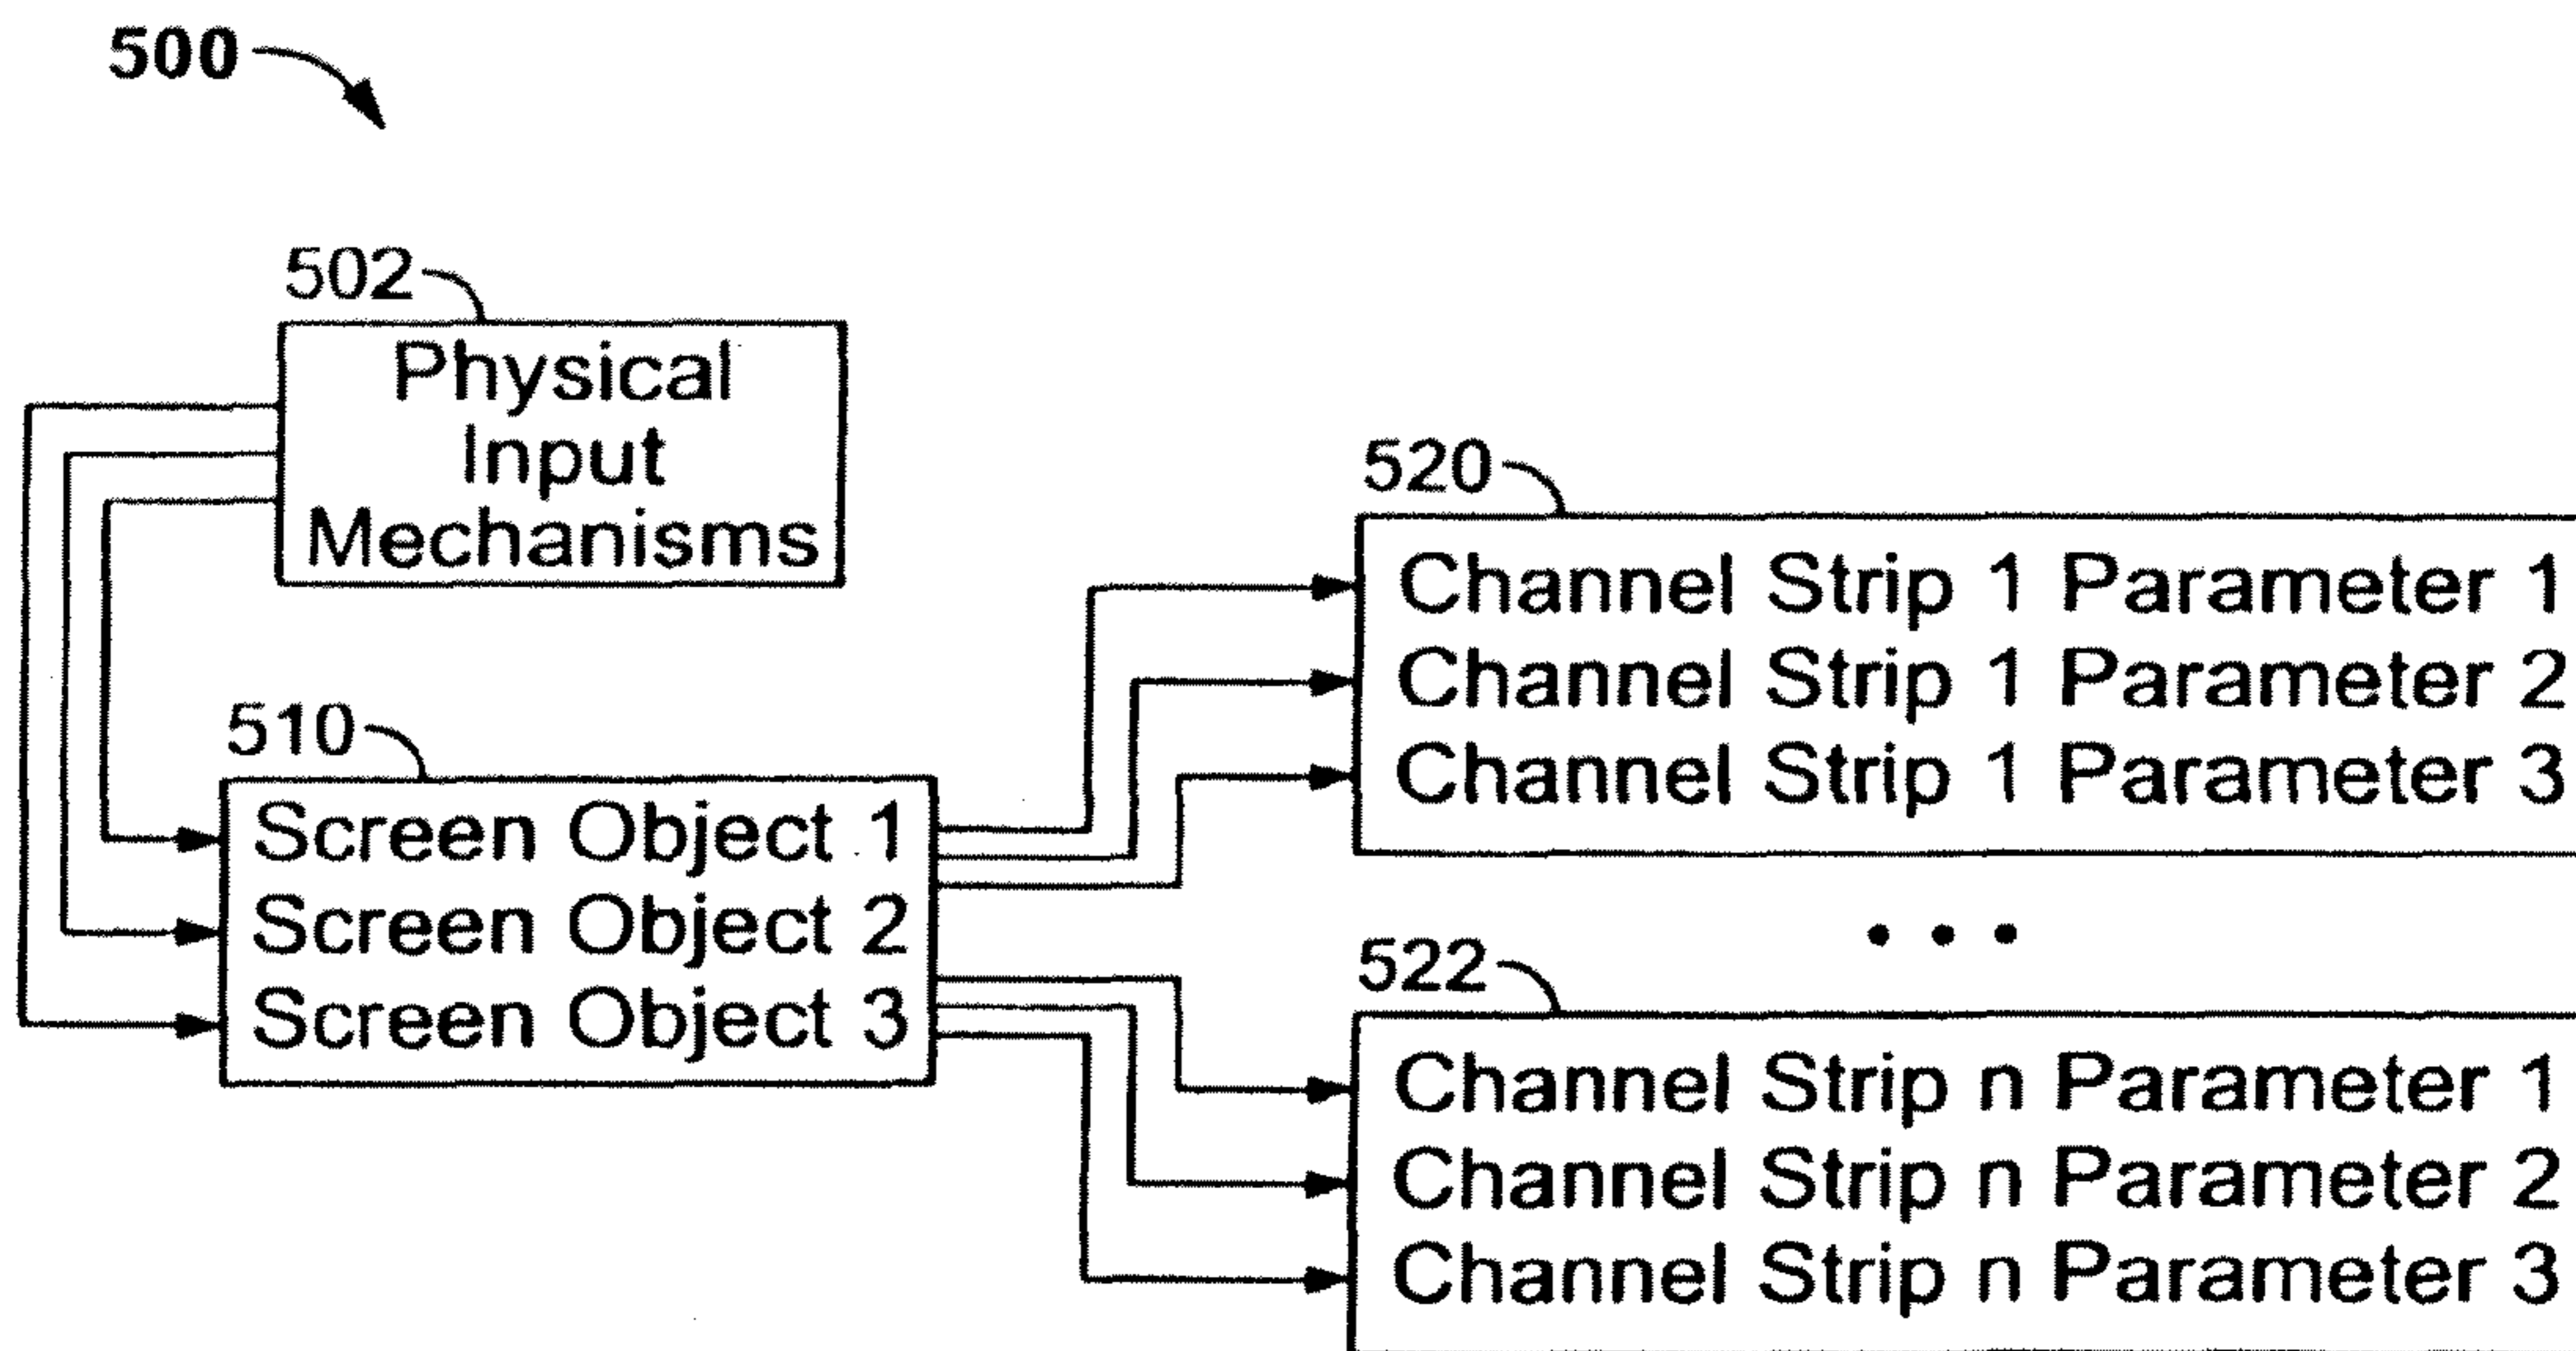 500
502
Physical
Input
Mechanisms
510
Screen Object 1
Screen Object 2
Screen Object 3
520
Channel Strip 1 Parameter 1
Channel Strip 1 Parameter 2
Channel Strip 1 Parameter 3
• • •
522
Channel Strip n Parameter 1
Channel Strip n Parameter 2
Channel Strip n Parameter 3